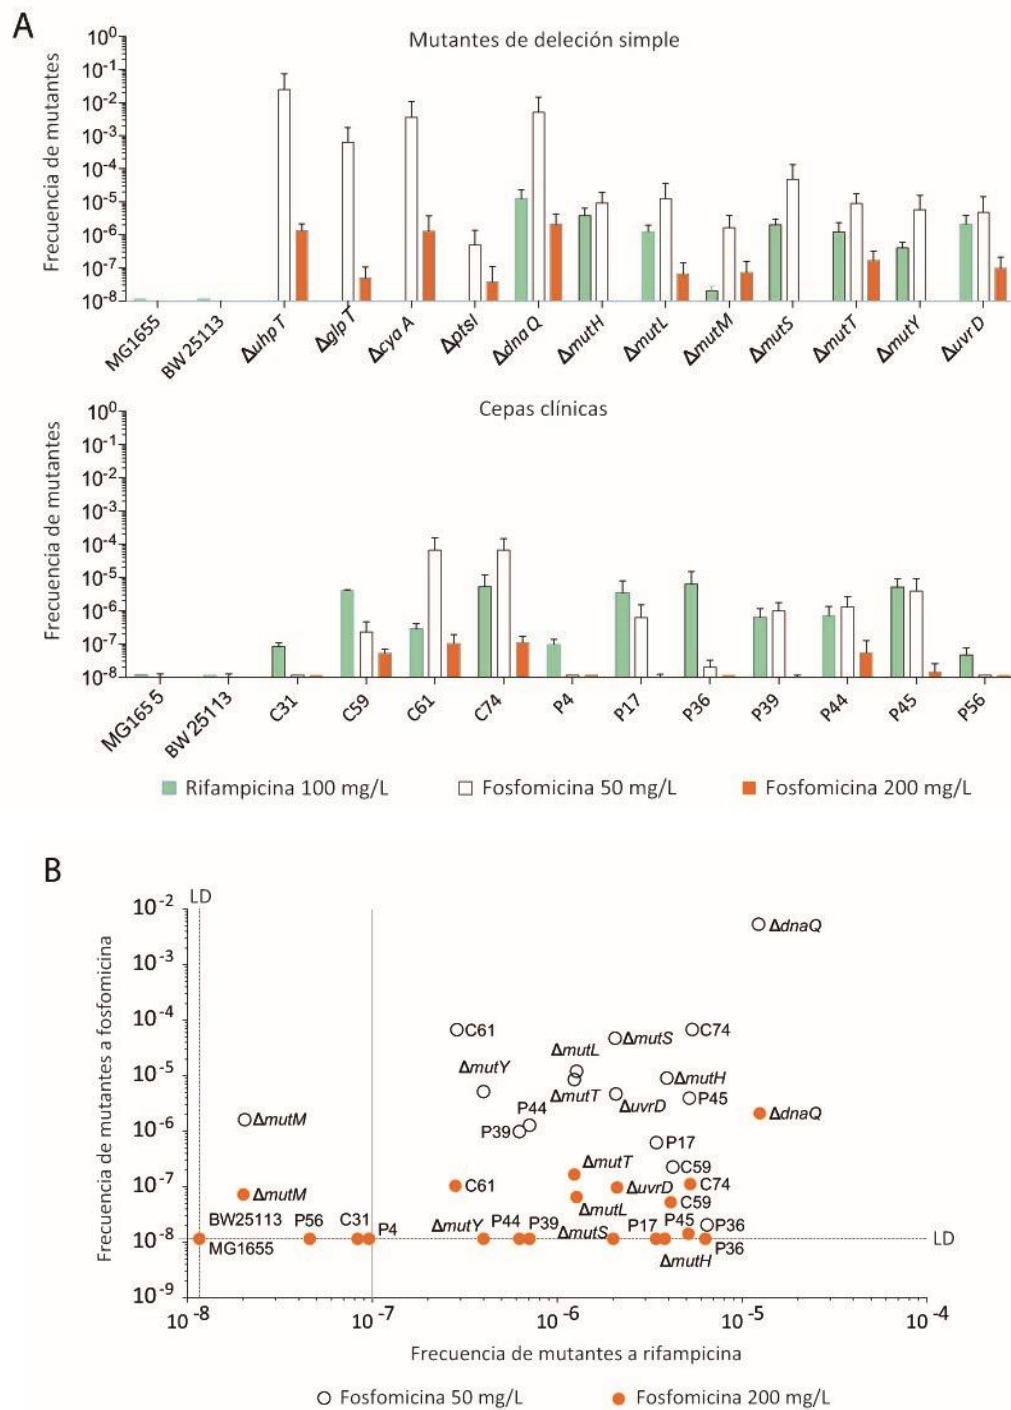 A
Mutantes de deleción simple
Frecuencia de mutantes
10^0
10^-1
10^-2
10^-3
10^-4
10^-5
10^-6
10^-7
10^-8
MG1655
BW 25113
ΔuhpT
ΔglpT
ΔcyaA
ΔptsI
ΔdnaQ
ΔmutH
ΔmutL
ΔmutM
ΔmutS
ΔmutT
ΔmutY
ΔuvrD
Cepas clínicas
Frecuencia de mutantes
10^0
10^-1
10^-2
10^-3
10^-4
10^-5
10^-6
10^-7
10^-8
MG1655
BW 25113
C31
C59
C61
C74
P4
P17
P36
P39
P44
P45
P56
Rifampicina 100 mg/L
Fosfomicina 50 mg/L
Fosfomicina 200 mg/L
B
LD
Frecuencia de mutantes a fosfomicina
10^-2
10^-3
10^-4
10^-5
10^-6
10^-7
10^-8
10^-9
ΔdnaQ
C61
ΔmutS
C74
ΔmutL
ΔmutY
ΔmutH
ΔmutT
P45
ΔuvrD
P44
ΔmutM
ΔdnaQ
P39
P17
ΔmutT
C59
C61
ΔuvrD
C74
ΔmutM
ΔmutL
C59
BW25113
P56
C31
P4
ΔmutY
P44
P39
ΔmutS
P17
P45
P36
MG1655
P36
LD
ΔmutH
10^-8
10^-7
10^-6
10^-5
10^-4
Frecuencia de mutantes a rifampicina
Fosfomicina 50 mg/L
Fosfomicina 200 mg/L